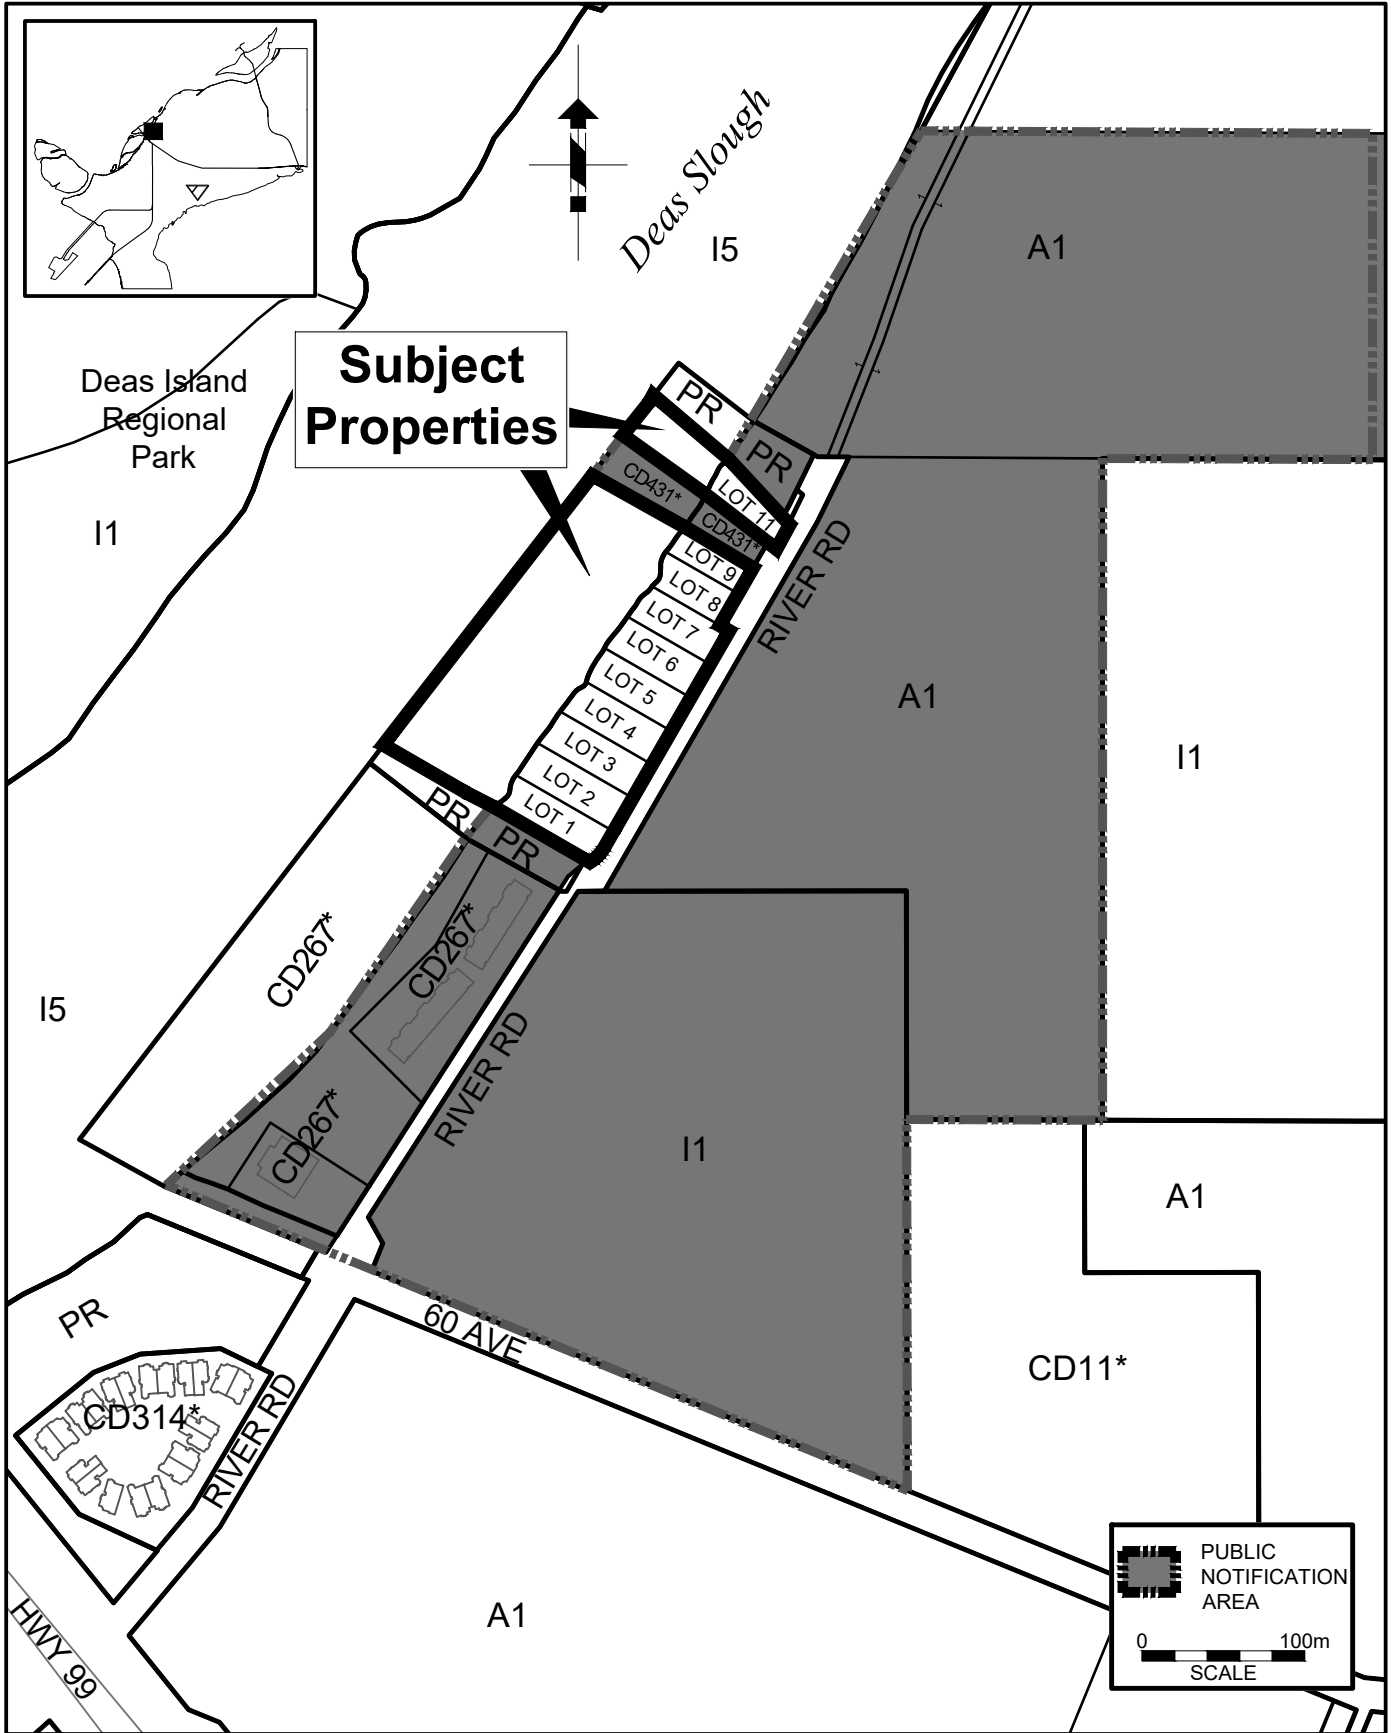 Deas Slough
I5
A1
Subject
Properties
Deas Island
Regional
Park
I1
PR
PR
CD431*
LOT 11
CD431*
LOT 9
LOT 8
LOT 7
LOT 6
LOT 5
LOT 4
LOT 3
LOT 2
LOT 1
RIVER RD
A1
I1
PR
PR
CD267*
CD267*
I5
RIVER RD
CD267*
I1
A1
PR
60 AVE
CD11*
CD314*
RIVER RD
A1
HWY 99
PUBLIC
NOTIFICATION
AREA
0 100m
SCALE